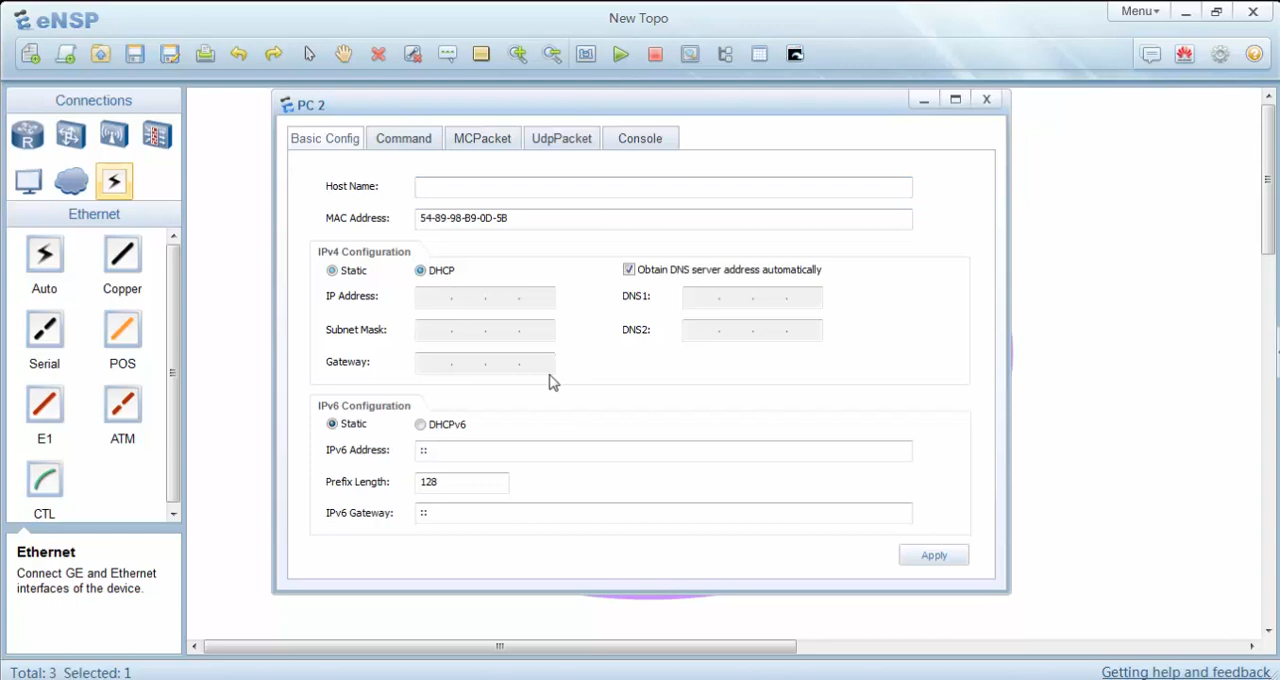 eNSP
New Topo
Menu
Connections
R
Ethernet
Auto
Copper
Serial
POS
E1
ATM
CTL
Ethernet
Connect GE and Ethernet
interfaces of the device.
PC 2
Basic Config
Command
MCPacket
UdpPacket
Console
Host Name:
MAC Address: 54-89-98-B9-0D-5B
IPv4 Configuration
Static
DHCP
Obtain DNS server address automatically
IP Address: . . .
DNS1: . . .
Subnet Mask: . . .
DNS2: . . .
Gateway: . . .
IPv6 Configuration
Static
DHCPv6
IPv6 Address: ::
Prefix Length: 128
IPv6 Gateway: ::
Apply
Total: 3 Selected: 1
Getting help and feedback